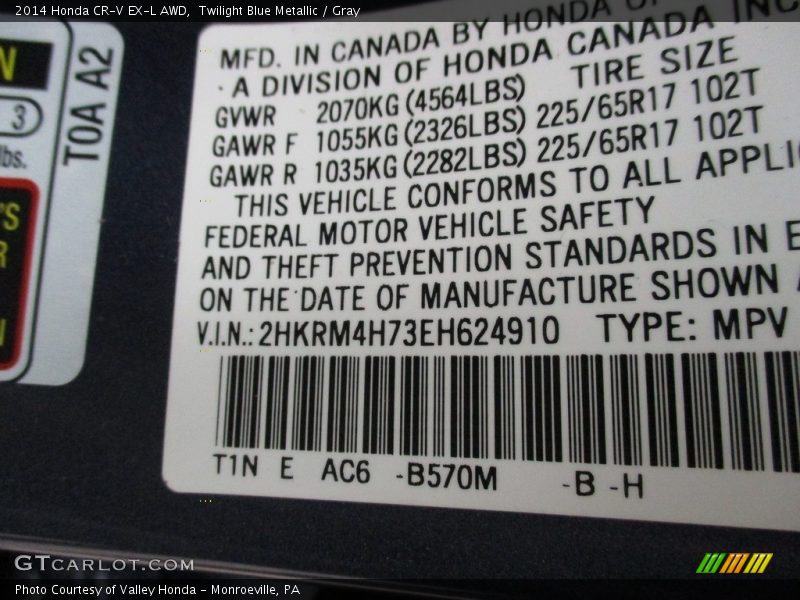 2014 Honda CR-V EX-L AWD, Twilight Blue Metallic / Gray
MFD. IN CANADA BY HONDA OF
· A DIVISION OF HONDA CANADA INC
GVWR 2070KG (4564LBS) TIRE SIZE
GAWR F 1055KG (2326LBS) 225/65R17 102T
GAWR R 1035KG (2282LBS) 225/65R17 102T
THIS VEHICLE CONFORMS TO ALL APPLIC
FEDERAL MOTOR VEHICLE SAFETY
AND THEFT PREVENTION STANDARDS IN E
ON THE DATE OF MANUFACTURE SHOWN A
V.I.N.: 2HKRM4H73EH624910 TYPE: MPV
T1N E AC6 -B570M -B -H
T0A A2
N
3
lbs.
'S
R
N
GTCARLOT.COM
Photo Courtesy of Valley Honda - Monroeville, PA